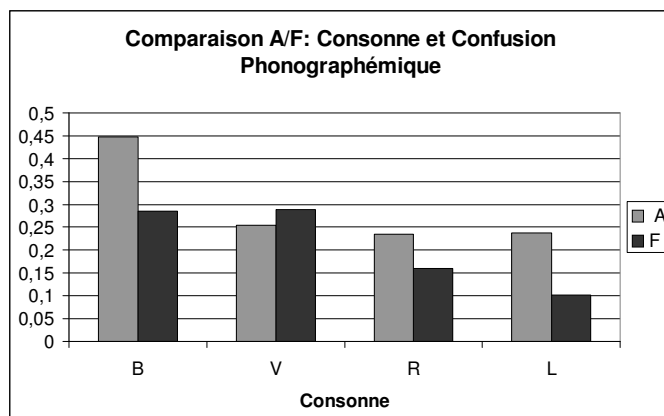 Comparaison A/F: Consonne et Confusion
Phonographémique
0,5
0,45
0,4
0,35
0,3
0,25
0,2
0,15
0,1
0,05
0
B V R L
Consonne
A
F